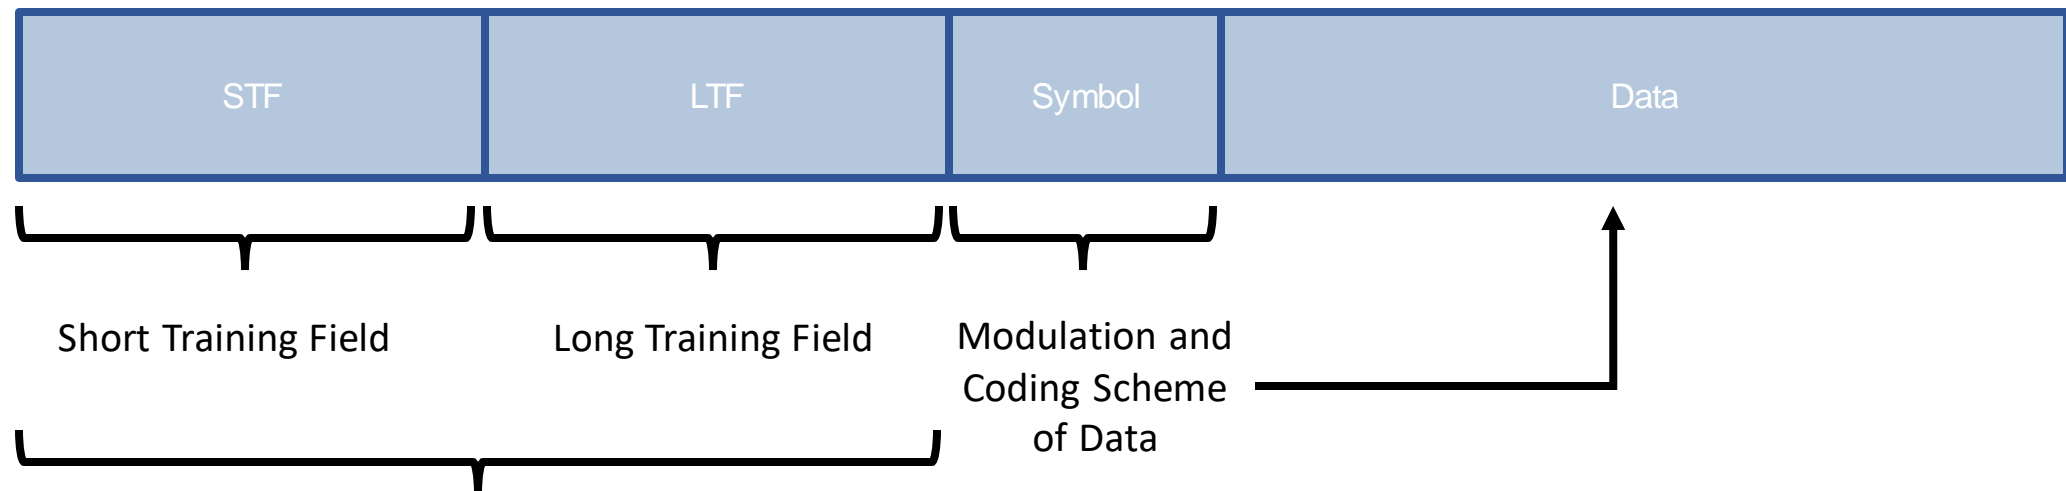 STF
LTF
Symbol
Data
Short Training Field
Long Training Field
Modulation and
Coding Scheme
of Data